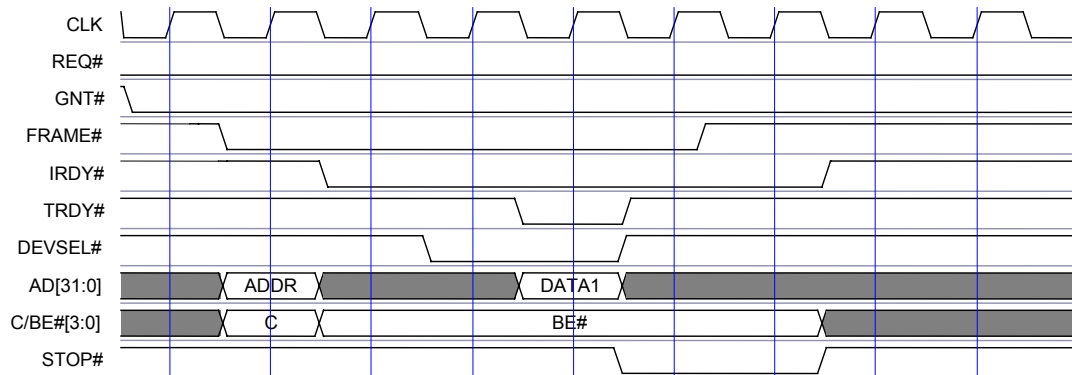 CLK
REQ#
GNT#
FRAME#
IRDY#
TRDY#
DEVSEL#
AD[31:0] ADDR DATA1
C/BE#[3:0] C BE#
STOP#